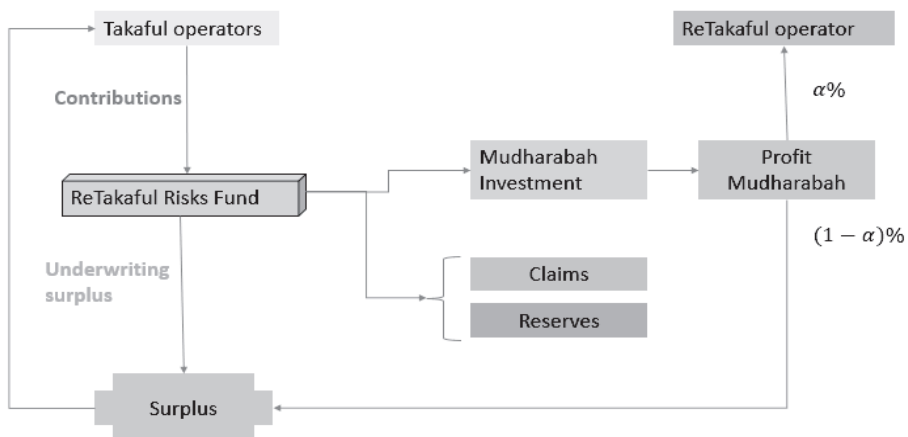 Takaful operators
ReTakaful operator
Contributions
α%
Mudharabah
Investment
Profit
Mudharabah
ReTakaful Risks Fund
(1 − α)%
Underwriting
surplus
Claims
Reserves
Surplus